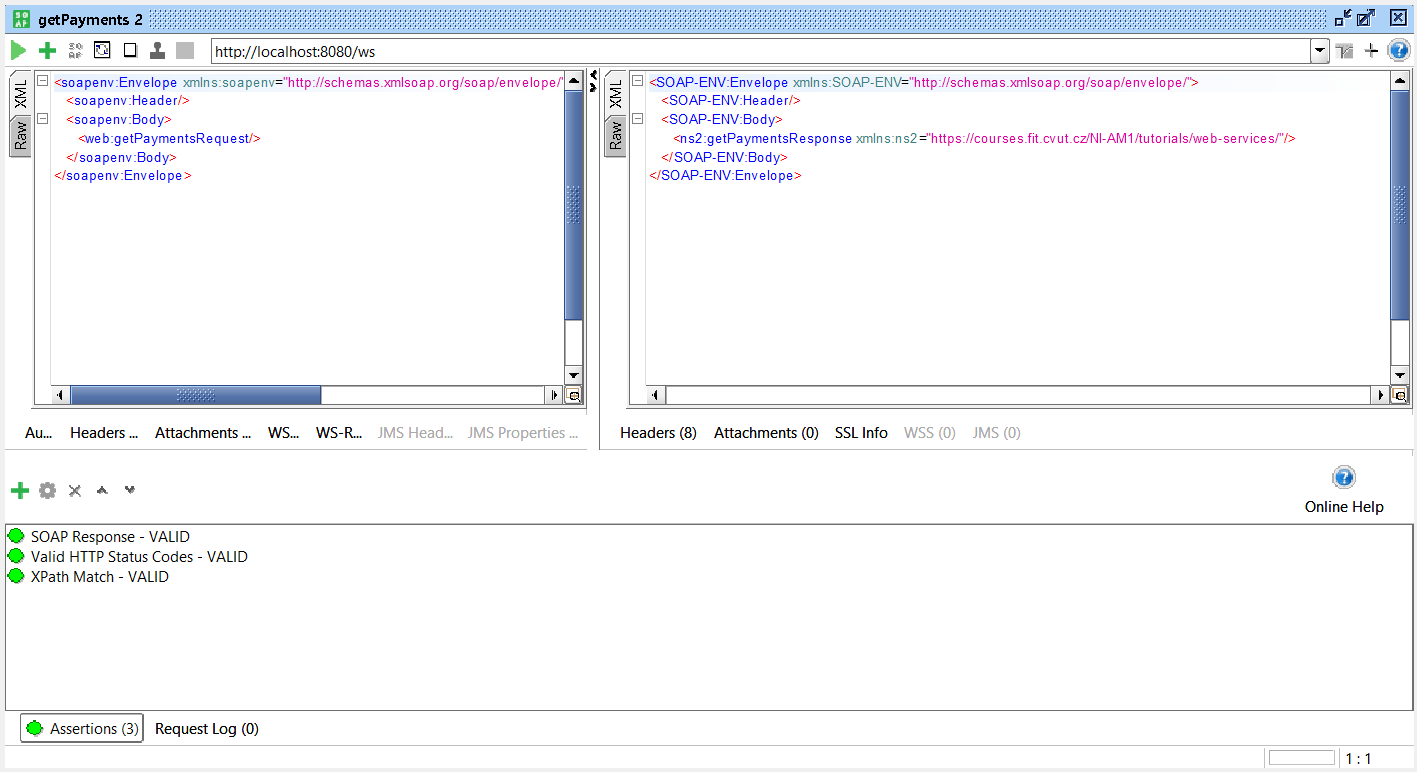 SO
AP
getPayments 2
SO
AP
http://localhost:8080/ws
XML
Raw
<soapenv:Envelope xmlns:soapenv="http://schemas.xmlsoap.org/soap/envelope/"
<soapenv:Header/>
<soapenv:Body>
<web:getPaymentsRequest/>
</soapenv:Body>
</soapenv:Envelope>
XML
Raw
<SOAP-ENV:Envelope xmlns:SOAP-ENV="http://schemas.xmlsoap.org/soap/envelope/">
<SOAP-ENV:Header/>
<SOAP-ENV:Body>
<ns2:getPaymentsResponse xmlns:ns2="https://courses.fit.cvut.cz/NI-AM1/tutorials/web-services/"/>
</SOAP-ENV:Body>
</SOAP-ENV:Envelope>
Au... Headers ... Attachments ... WS... WS-R... JMS Head... JMS Properties ...
Headers (8) Attachments (0) SSL Info WSS (0) JMS (0)
Online Help
SOAP Response - VALID
Valid HTTP Status Codes - VALID
XPath Match - VALID
Assertions (3) Request Log (0)
1 : 1